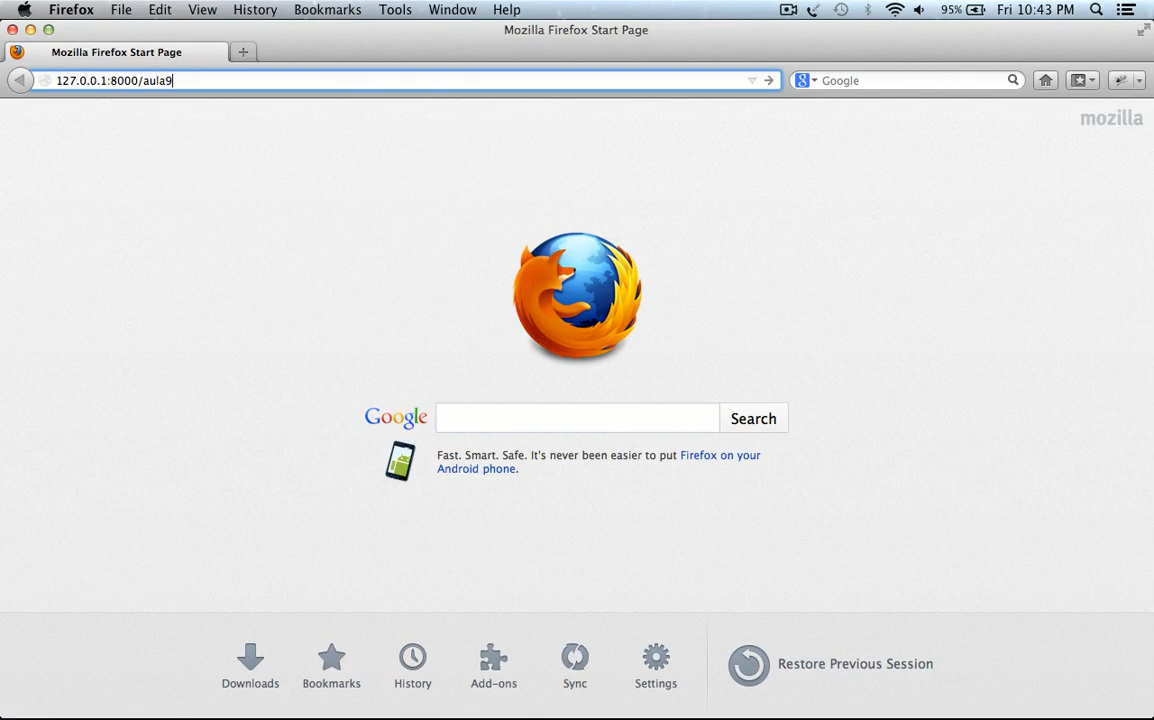 Firefox File Edit View History Bookmarks Tools Window Help 95% Fri 10:43 PM
Mozilla Firefox Start Page
Mozilla Firefox Start Page
127.0.0.1:8000/aula9 Google
mozilla
Google Search
Fast. Smart. Safe. It's never been easier to put Firefox on your
Android phone.
Downloads Bookmarks History Add-ons Sync Settings Restore Previous Session